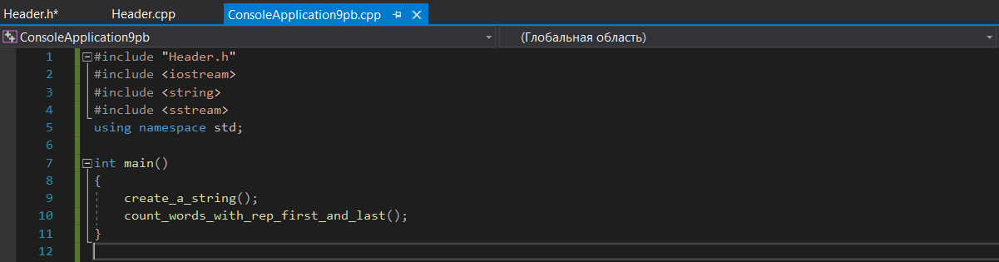 Header.h* Header.cpp ConsoleApplication9pb.cpp
ConsoleApplication9pb (Глобальная область)
1 #include "Header.h"
2 #include <iostream>
3 #include <string>
4 #include <sstream>
5 using namespace std;
6
7 int main()
8 {
9 create_a_string();
10 count_words_with_rep_first_and_last();
11 }
12